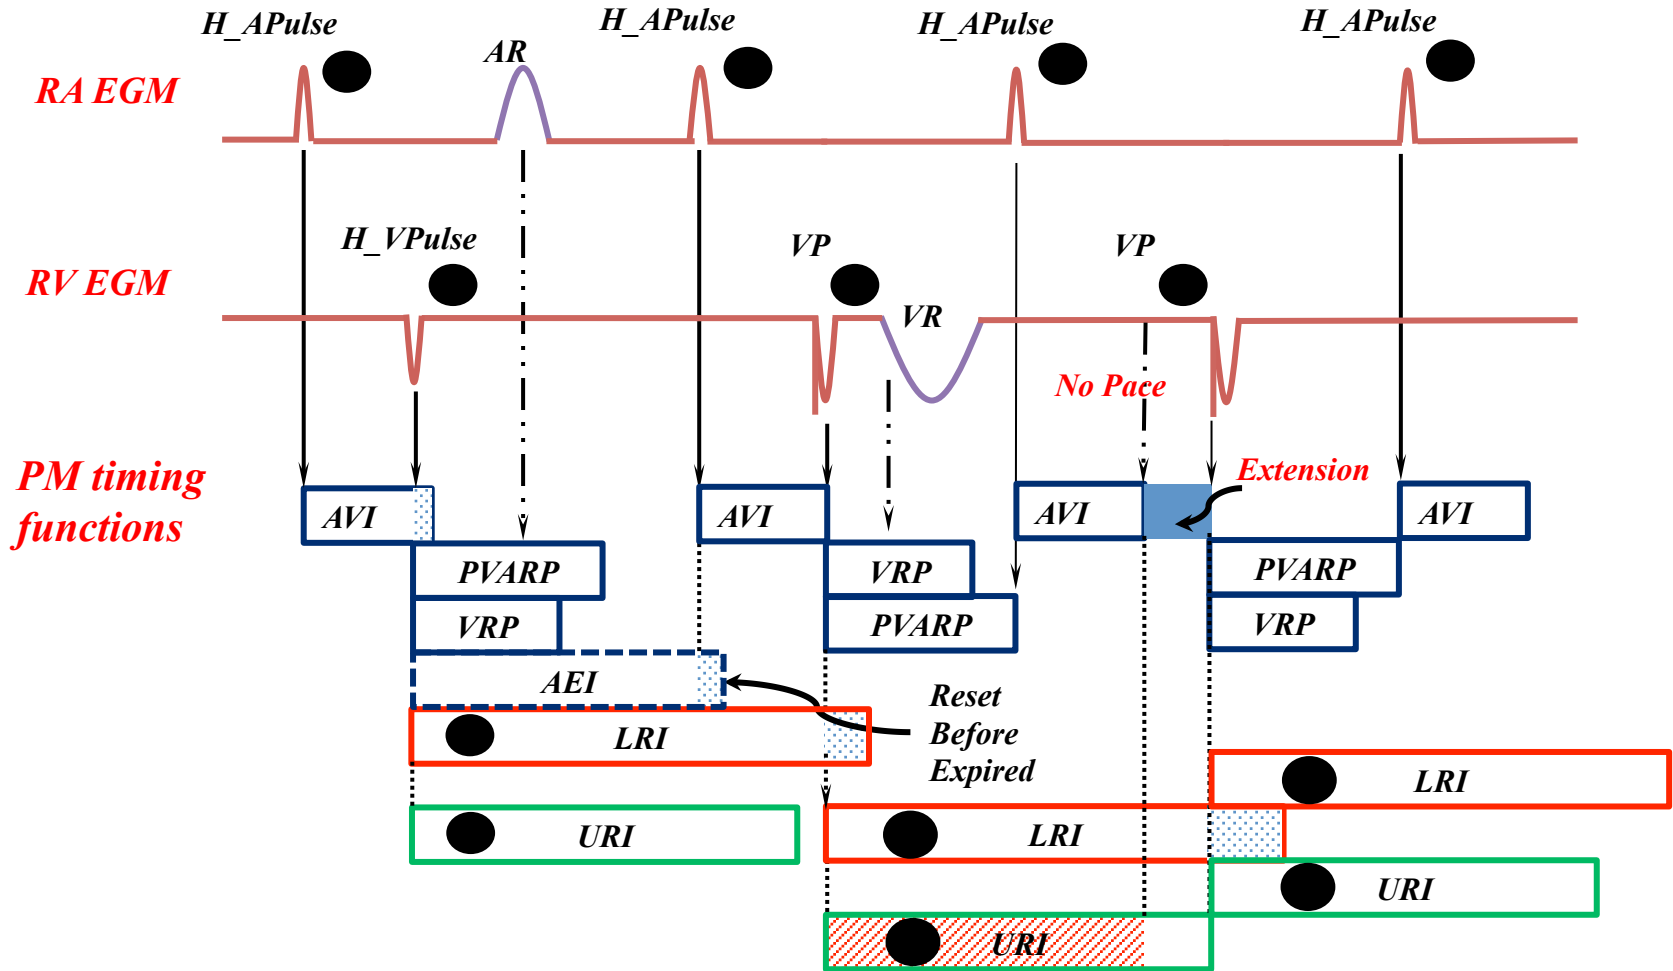 H_APulse
H_APulse
H_APulse
H_APulse
AR
RA EGM
H_VPulse
VP
VP
RV EGM
VR
No Pace
PM timing
functions
Extension
AVI
AVI
AVI
AVI
PVARP
VRP
PVARP
VRP
PVARP
VRP
AEI
Reset
Before
Expired
LRI
LRI
URI
LRI
URI
URI